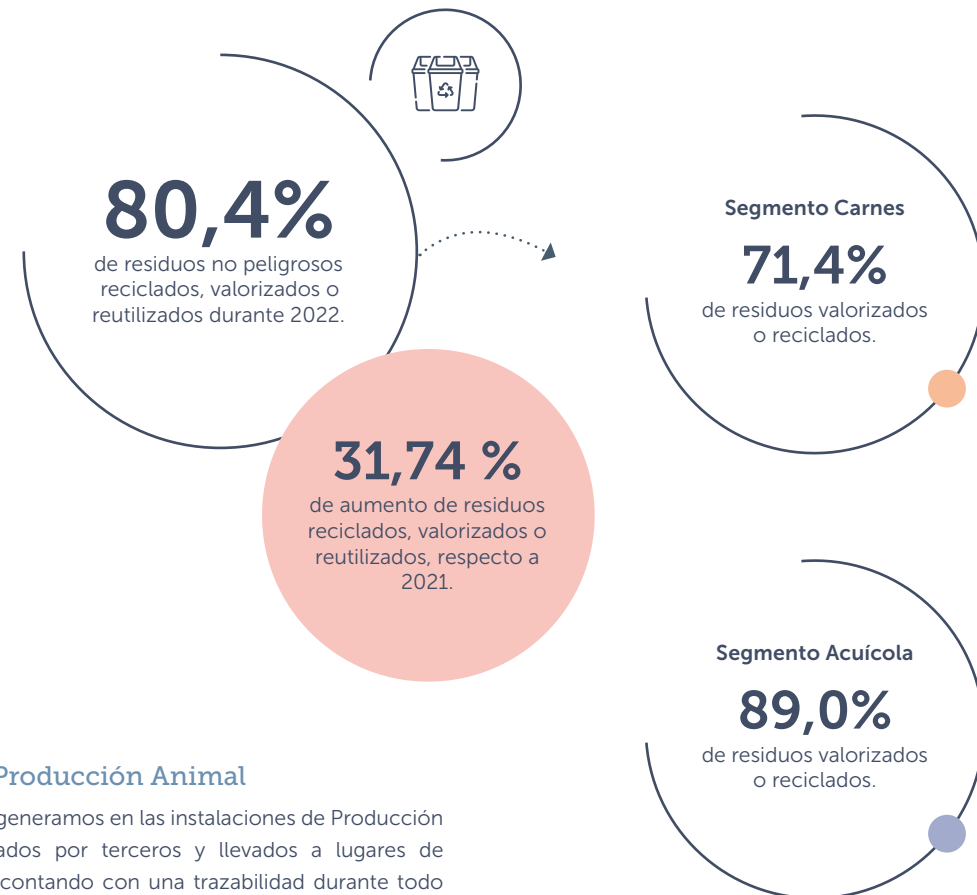 80,4%
de residuos no peligrosos
reciclados, valorizados o
reutilizados durante 2022.
31,74 %
de aumento de residuos
reciclados, valorizados o
reutilizados, respecto a
2021.
Segmento Carnes
71,4%
de residuos valorizados
o reciclados.
Segmento Acuícola
89,0%
de residuos valorizados
o reciclados.
Producción Animal
generamos en las instalaciones de Producción
por terceros y llevados a lugares de
contando con una trazabilidad durante todo